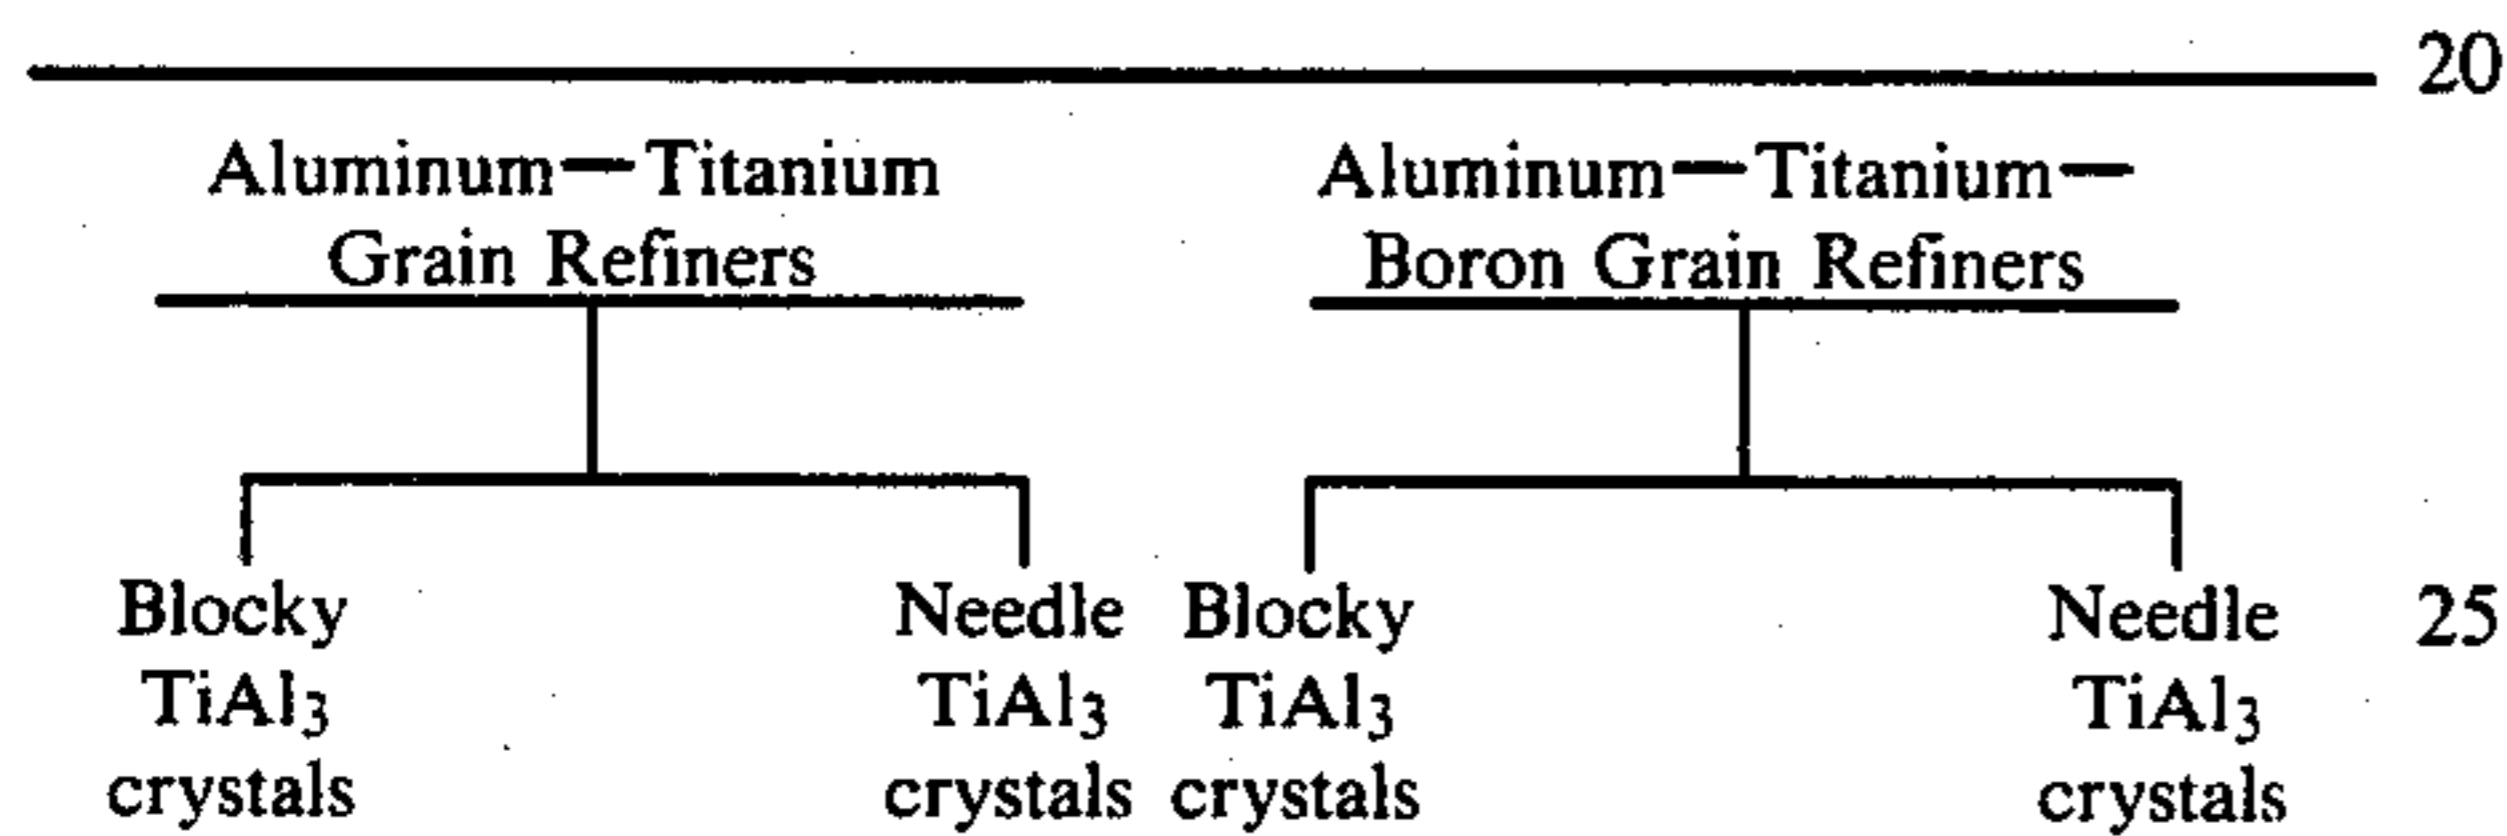 20
Aluminum—Titanium
Grain Refiners
Aluminum—Titanium—
Boron Grain Refiners
Blocky
TiAl₃
crystals
Needle
TiAl₃
crystals
Blocky
TiAl₃
crystals
Needle
TiAl₃
crystals
25